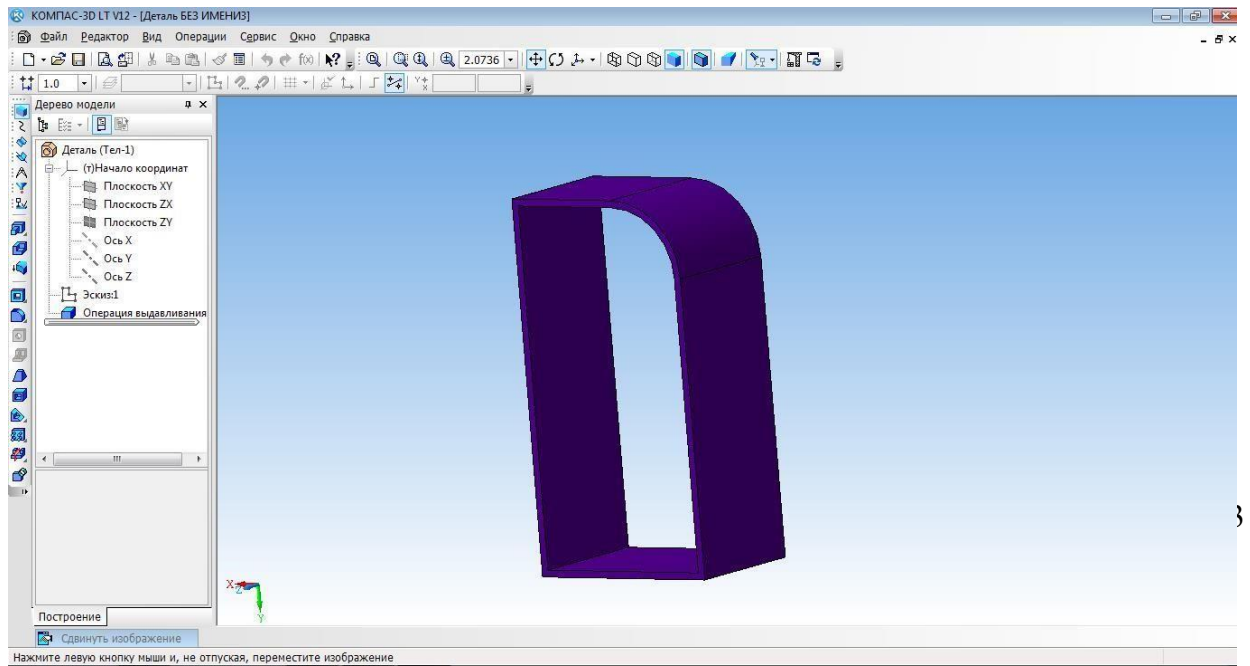 КОМПАС-3D LT V12 - [Деталь БЕЗ ИМЕНИ3]
Файл Редактор Вид Операции Сервис Окно Справка
2.0736
1.0
Дерево модели
Деталь (Тел-1)
(т)Начало координат
Плоскость XY
Плоскость ZX
Плоскость ZY
Ось X
Ось Y
Ось Z
Эскиз:1
Операция выдавливания
X
Z
Y
Построение
Сдвинуть изображение
Нажмите левую кнопку мыши и, не отпуская, переместите изображение